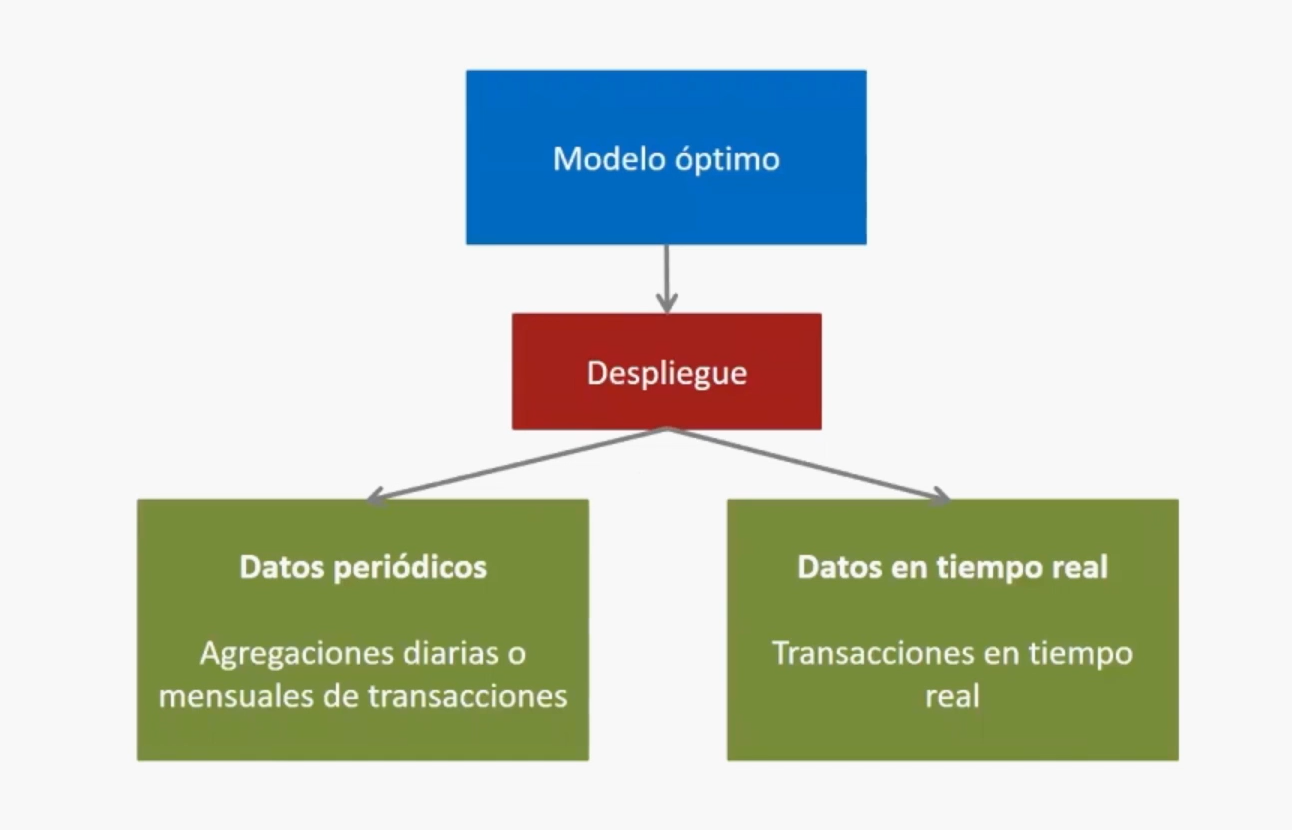 Modelo óptimo
Despliegue
Datos periódicos
Agregaciones diarias o
mensuales de transacciones
Datos en tiempo real
Transacciones en tiempo
real